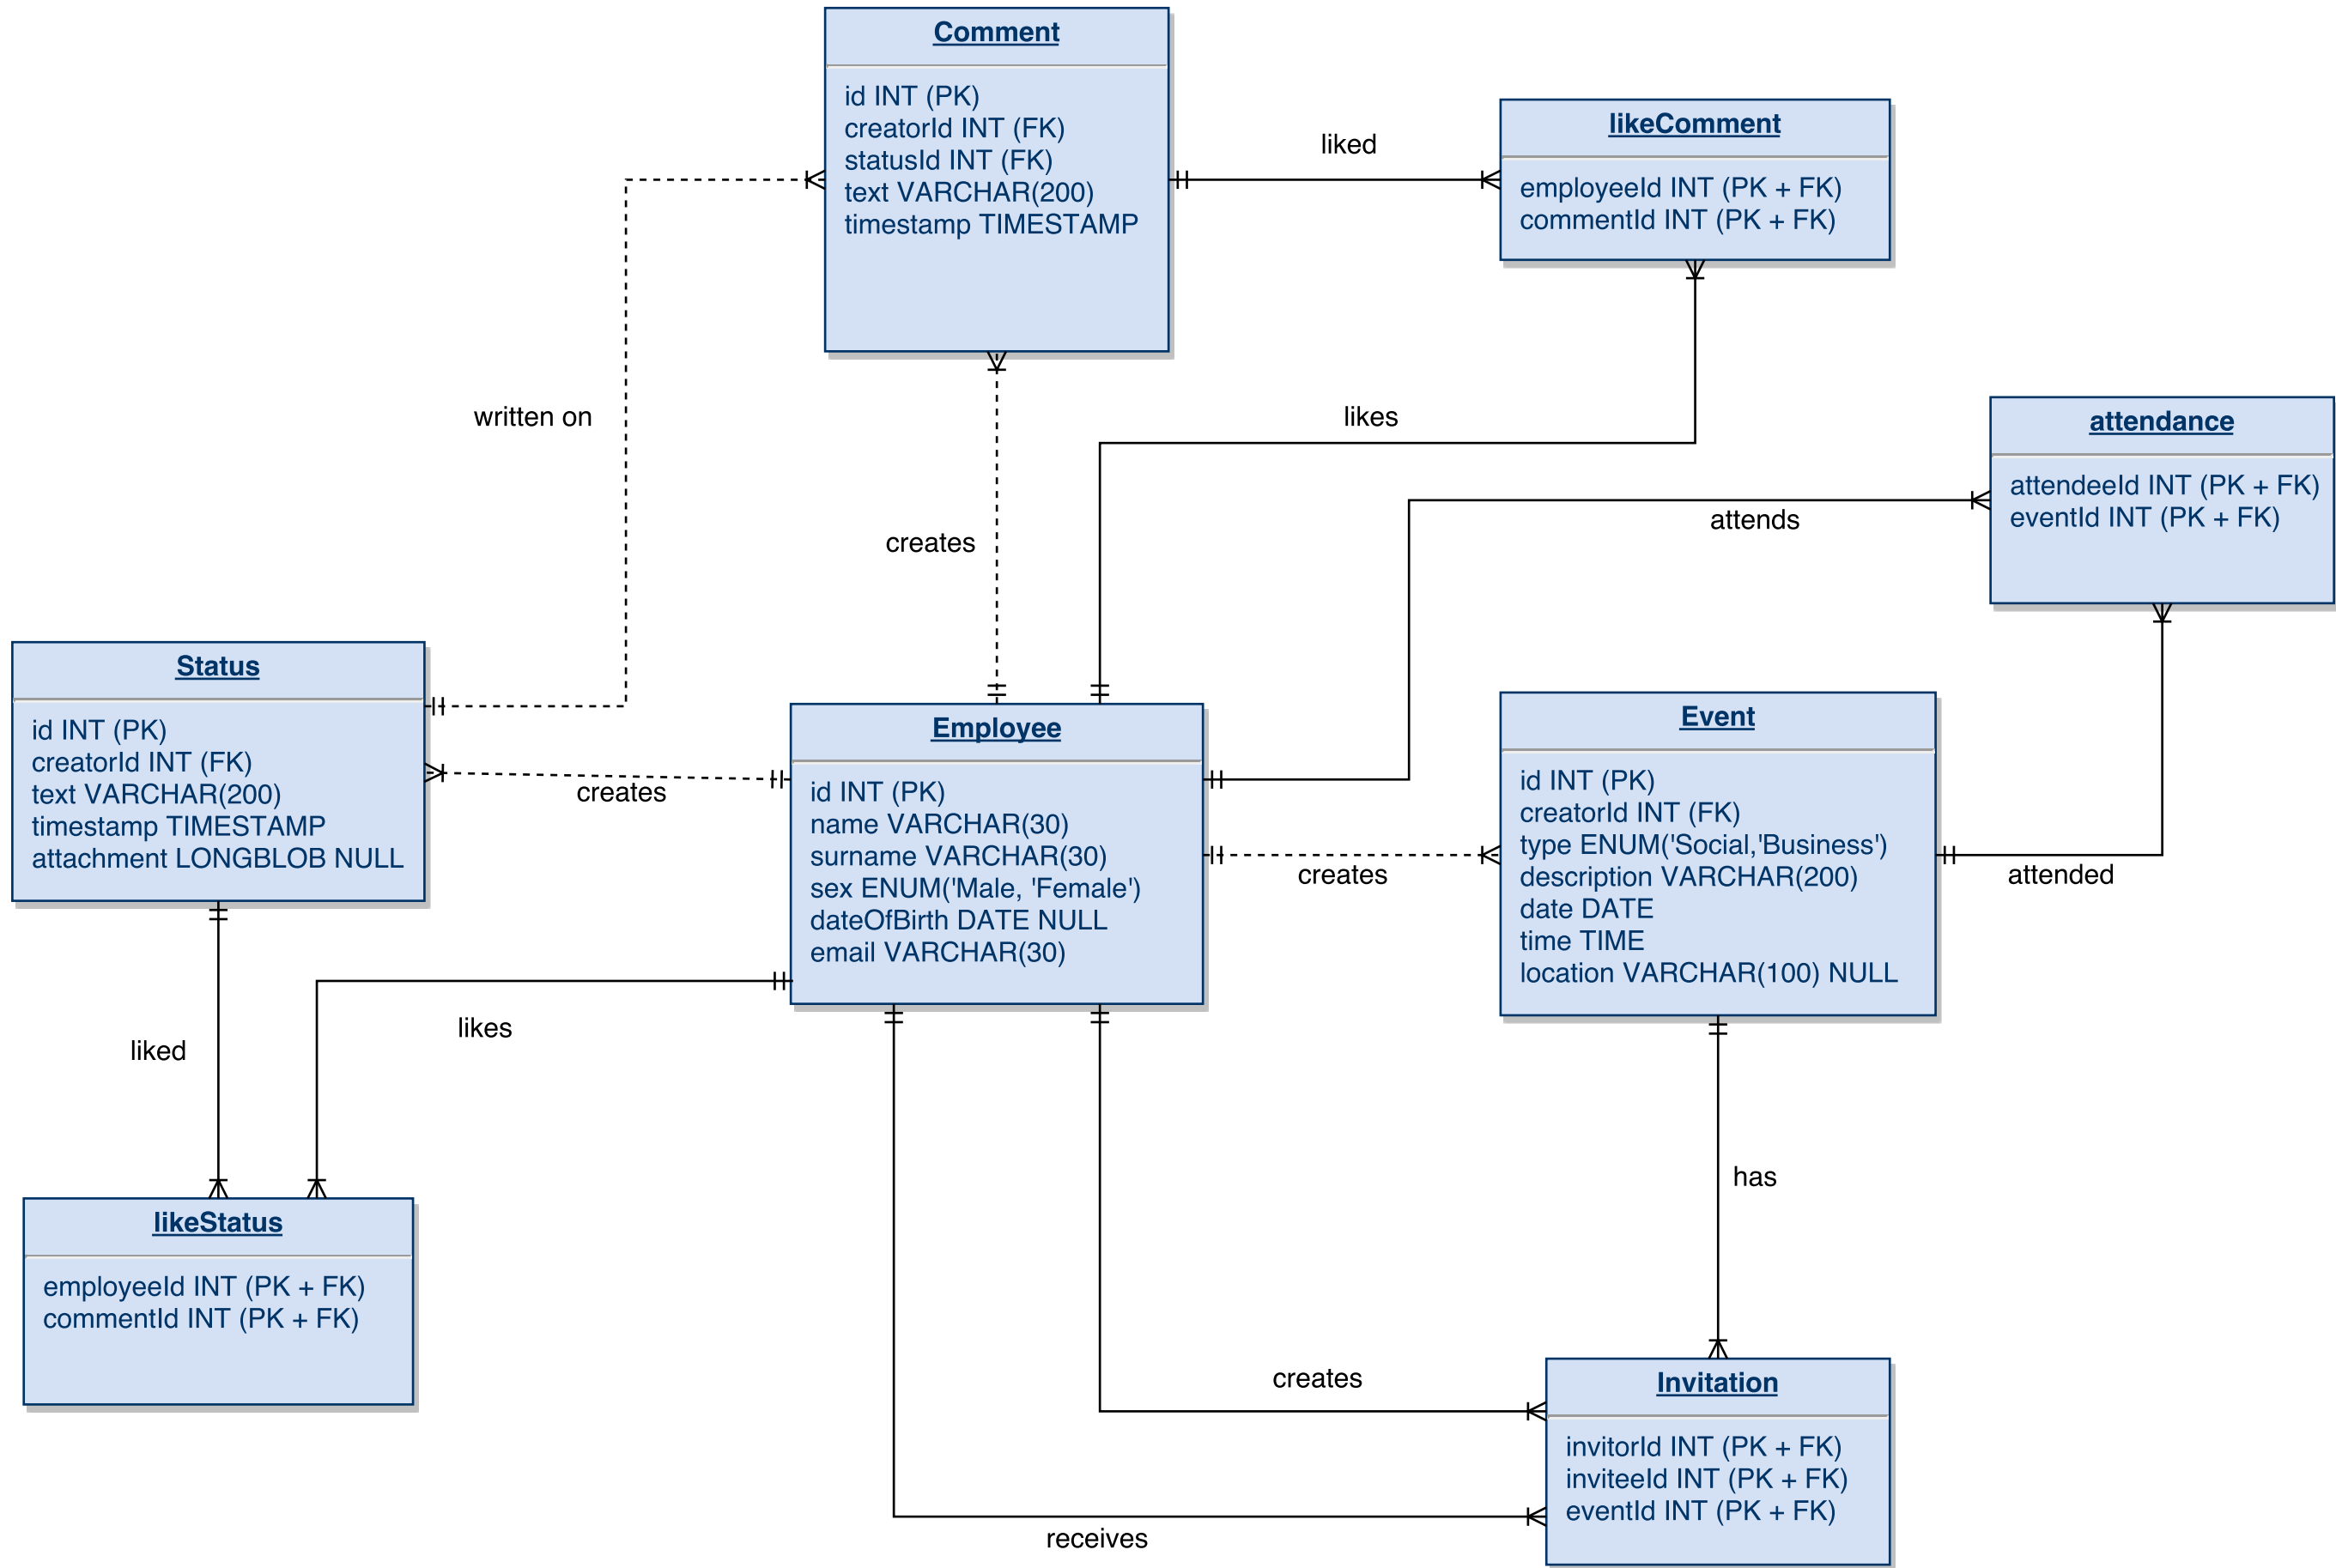 Comment
id INT (PK)
creatorId INT (FK)
statusId INT (FK)
text VARCHAR(200)
timestamp TIMESTAMP
liked
likeComment
employeeId INT (PK + FK)
commentId INT (PK + FK)
written on
likes
creates
attends
attendance
attendeeId INT (PK + FK)
eventId INT (PK + FK)
Status
id INT (PK)
creatorId INT (FK)
text VARCHAR(200)
timestamp TIMESTAMP
attachment LONGBLOB NULL
creates
Employee
id INT (PK)
name VARCHAR(30)
surname VARCHAR(30)
sex ENUM('Male, 'Female')
dateOfBirth DATE NULL
email VARCHAR(30)
creates
Event
id INT (PK)
creatorId INT (FK)
type ENUM('Social,'Business')
description VARCHAR(200)
date DATE
time TIME
location VARCHAR(100) NULL
attended
liked
likes
has
likeStatus
employeeId INT (PK + FK)
commentId INT (PK + FK)
creates
receives
Invitation
invitorId INT (PK + FK)
inviteeId INT (PK + FK)
eventId INT (PK + FK)